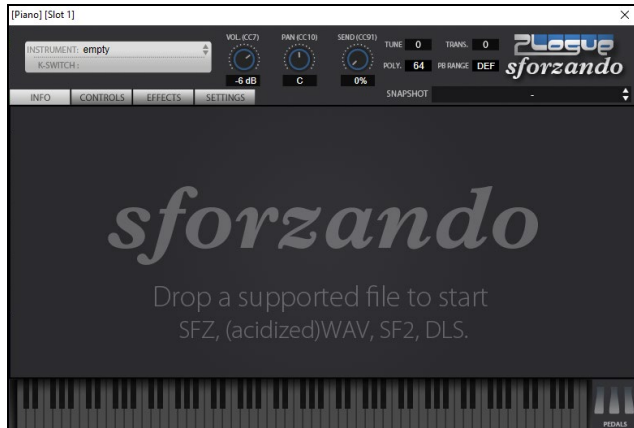 [Piano] [Slot 1]
INSTRUMENT: empty
K-SWITCH :
VOL. (CC7)
-6 dB
PAN (CC10)
C
SEND (CC91)
0%
TUNE 0 TRANS. 0
POLY. 64 PB RANGE DEF
PLOGUE
sforzando
INFO CONTROLS EFFECTS SETTINGS
SNAPSHOT -
sforzando
Drop a supported file to start
SFZ, (acidized)WAV, SF2, DLS.
PEDALS